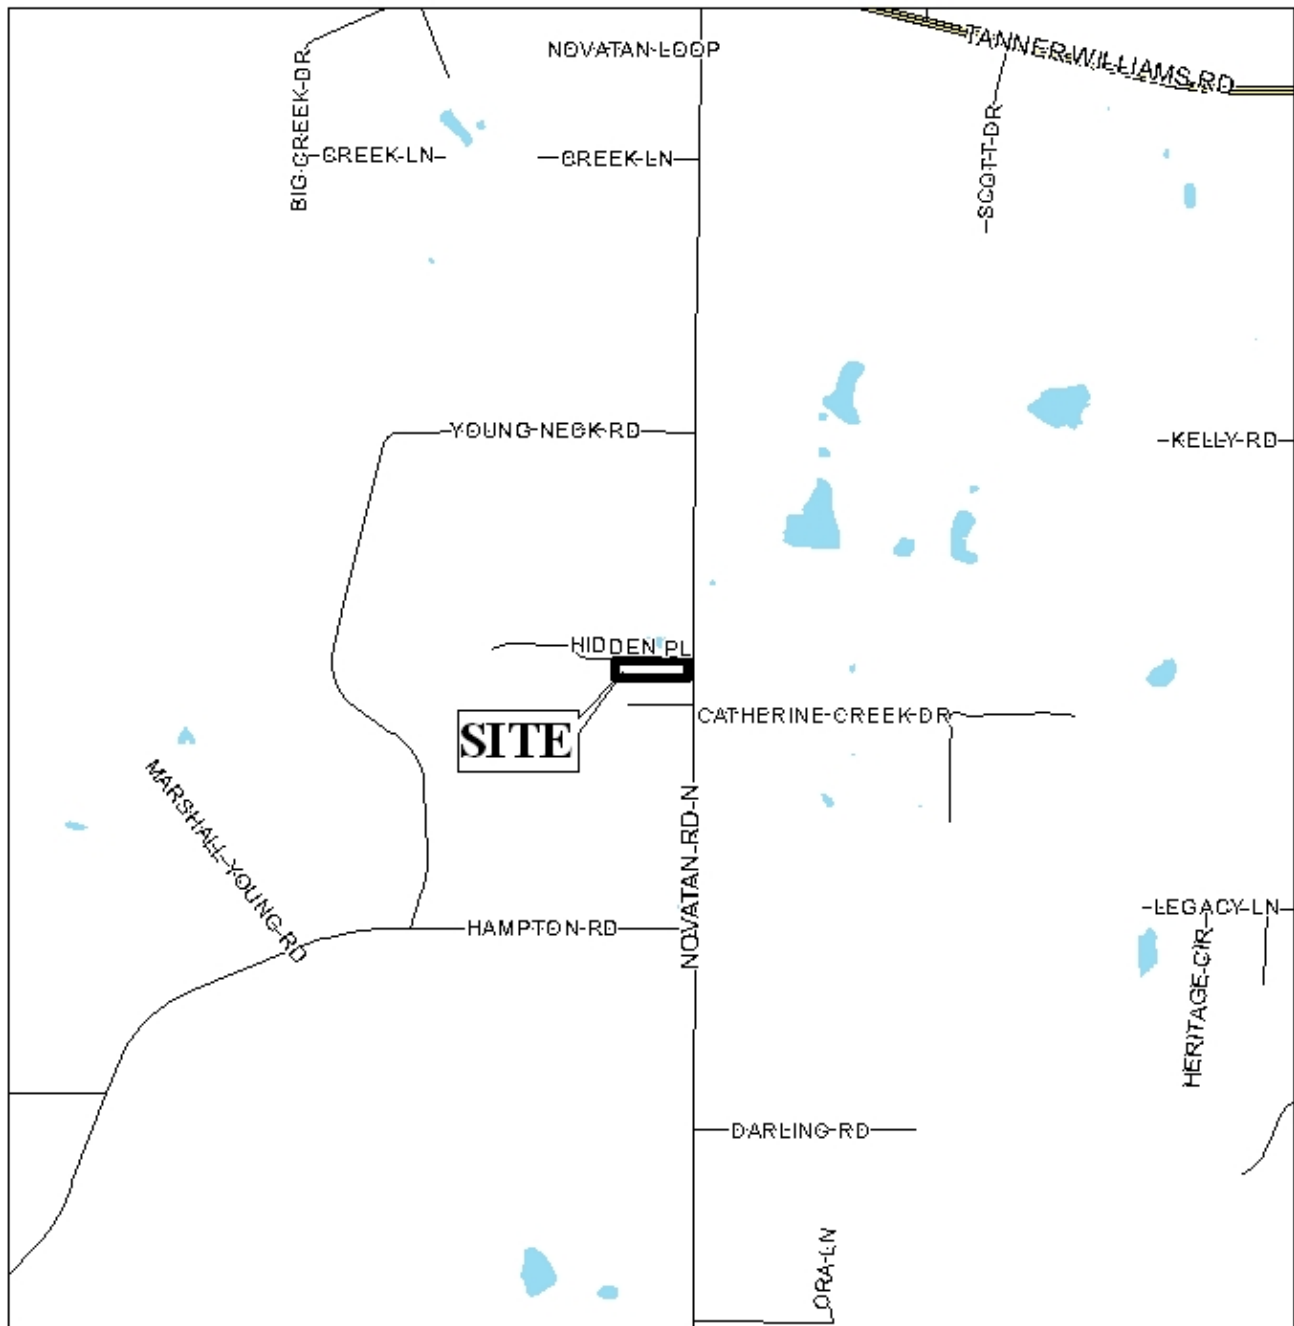 NOVATAN LOOP
TANNER WILLIAMS RD
BIG CREEK DR
CREEK LN
CREEK LN
SCOTT DR
YOUNG NECK RD
KELLY RD
HIDDEN PL
SITE
CATHERINE CREEK DR
MARSHALL YOUNG RD
NOVATAN RD N
HAMPTON RD
LEGACY LN
HERITAGE CIR
DARLING RD
ORA LN